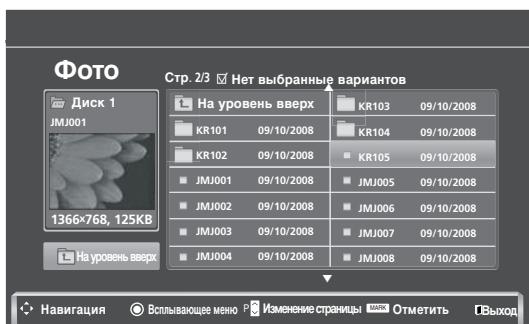 Фото
Стр. 2/3 ☑ Нет выбранные вариантов
Диск 1
JMJ001
1366×768, 125KB
На уровень вверх
На уровень вверх
KR101 09/10/2008
KR102 09/10/2008
JMJ001 09/10/2008
JMJ002 09/10/2008
JMJ003 09/10/2008
JMJ004 09/10/2008
KR103 09/10/2008
KR104 09/10/2008
KR105 09/10/2008
JMJ005 09/10/2008
JMJ006 09/10/2008
JMJ007 09/10/2008
JMJ008 09/10/2008
Навигация Всплывающее меню P Изменение страницы MARK Отметить Выход